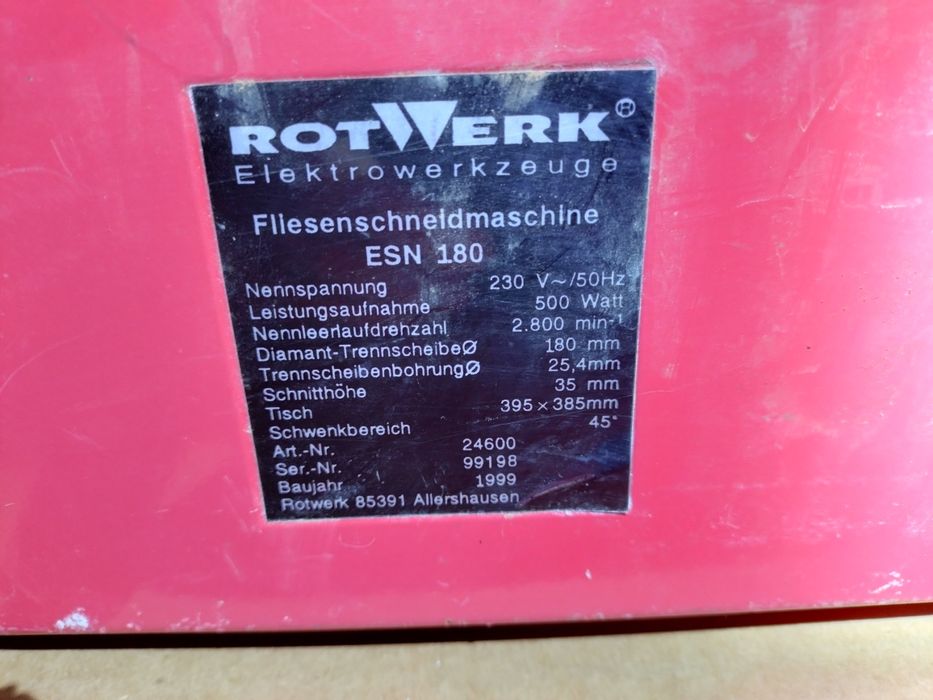 ROTWERK®
Elektrowerkzeuge
Fliesenschneidmaschine
ESN 180
Nennspannung 230 V~/50Hz
Leistungsaufnahme 500 Watt
Nennleerlaufdrehzahl 2.800 min⁻¹
Diamant-TrennscheibeØ 180 mm
TrennscheibenbohrungØ 25,4mm
Schnitthöhe 35 mm
Tisch 395 x 385mm
Schwenkbereich 45°
Art.-Nr. 24600
Ser.-Nr. 99198
Baujahr 1999
Rotwerk 85391 Allershausen